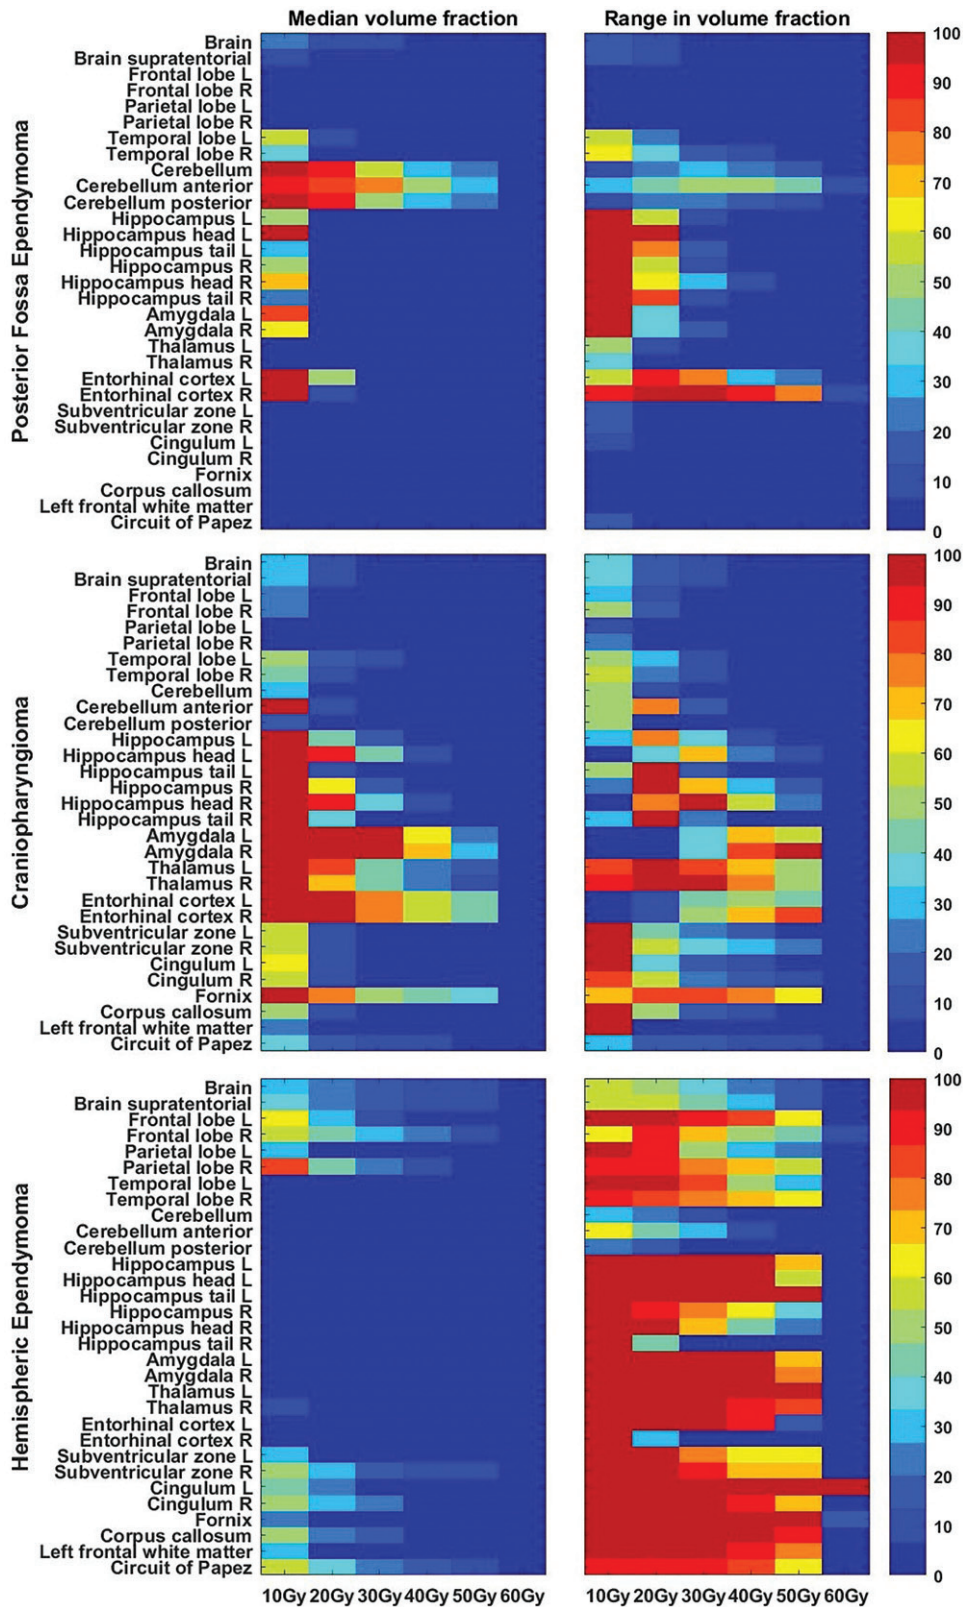 Median volume fraction
Range in volume fraction
Posterior Fossa Ependymoma
Brain
Brain supratentorial
Frontal lobe L
Frontal lobe R
Parietal lobe L
Parietal lobe R
Temporal lobe L
Temporal lobe R
Cerebellum
Cerebellum anterior
Cerebellum posterior
Hippocampus L
Hippocampus head L
Hippocampus tail L
Hippocampus R
Hippocampus head R
Hippocampus tail R
Amygdala L
Amygdala R
Thalamus L
Thalamus R
Entorhinal cortex L
Entorhinal cortex R
Subventricular zone L
Subventricular zone R
Cingulum L
Cingulum R
Fornix
Corpus callosum
Left frontal white matter
Circuit of Papez
100
90
80
70
60
50
40
30
20
10
0
Craniopharyngioma
Brain
Brain supratentorial
Frontal lobe L
Frontal lobe R
Parietal lobe L
Parietal lobe R
Temporal lobe L
Temporal lobe R
Cerebellum
Cerebellum anterior
Cerebellum posterior
Hippocampus L
Hippocampus head L
Hippocampus tail L
Hippocampus R
Hippocampus head R
Hippocampus tail R
Amygdala L
Amygdala R
Thalamus L
Thalamus R
Entorhinal cortex L
Entorhinal cortex R
Subventricular zone L
Subventricular zone R
Cingulum L
Cingulum R
Fornix
Corpus callosum
Left frontal white matter
Circuit of Papez
100
90
80
70
60
50
40
30
20
10
0
Hemispheric Ependymoma
Brain
Brain supratentorial
Frontal lobe L
Frontal lobe R
Parietal lobe L
Parietal lobe R
Temporal lobe L
Temporal lobe R
Cerebellum
Cerebellum anterior
Cerebellum posterior
Hippocampus L
Hippocampus head L
Hippocampus tail L
Hippocampus R
Hippocampus head R
Hippocampus tail R
Amygdala L
Amygdala R
Thalamus L
Thalamus R
Entorhinal cortex L
Entorhinal cortex R
Subventricular zone L
Subventricular zone R
Cingulum L
Cingulum R
Fornix
Corpus callosum
Left frontal white matter
Circuit of Papez
100
90
80
70
60
50
40
30
20
10
0
10Gy 20Gy 30Gy 40Gy 50Gy 60Gy
10Gy 20Gy 30Gy 40Gy 50Gy 60Gy